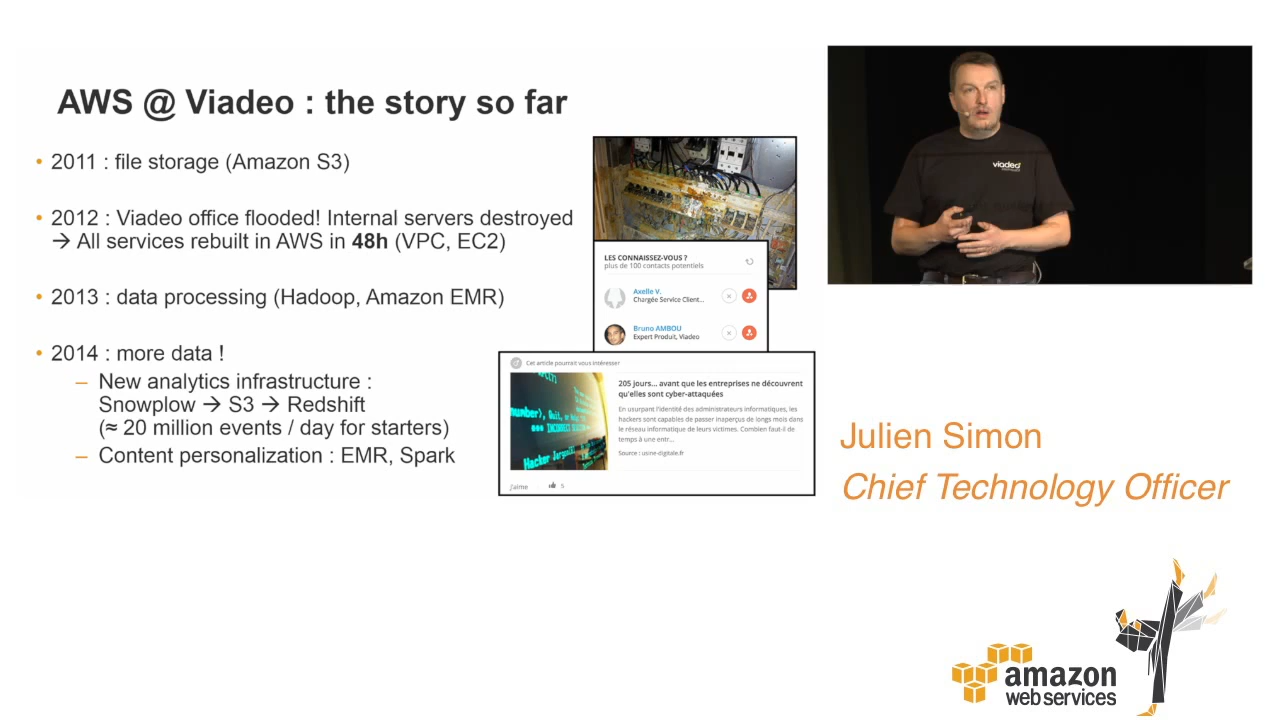 AWS @ Viadeo : the story so far
• 2011 : file storage (Amazon S3)
• 2012 : Viadeo office flooded! Internal servers destroyed
→ All services rebuilt in AWS in 48h (VPC, EC2)
• 2013 : data processing (Hadoop, Amazon EMR)
• 2014 : more data !
– New analytics infrastructure :
Snowplow → S3 → Redshift
(≈ 20 million events / day for starters)
– Content personalization : EMR, Spark
LES CONNAISSEZ-VOUS ?
plus de 100 contacts potentiels
Axelle V.
Chargée Service Client...
Bruno AMBOU
Expert Produit, Viadeo
Cet article pourrait vous intéresser
205 jours... avant que les entreprises ne découvrent
qu'elles sont cyber-attaquées
En usurpant l'identité des administrateurs informatiques, les
hackers sont capables de passer inaperçus de longs mois dans
le réseau informatique de leurs victimes. Combien faut-il de
temps à une entr...
Source : usine-digitale.fr
J'aime 5
viadeo
Julien Simon
Chief Technology Officer
amazon
web services